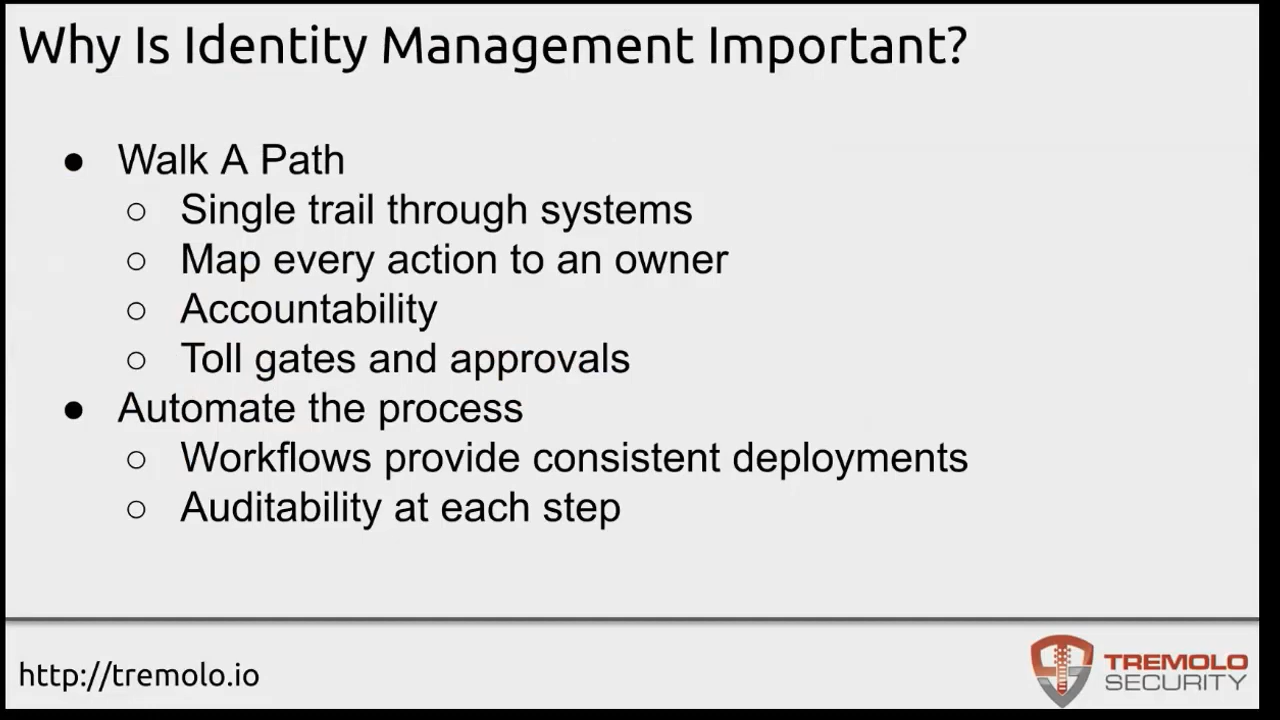 Why Is Identity Management Important?
● Walk A Path
○ Single trail through systems
○ Map every action to an owner
○ Accountability
○ Toll gates and approvals
● Automate the process
○ Workflows provide consistent deployments
○ Auditability at each step
http://tremolo.io
TREMOLO
SECURITY